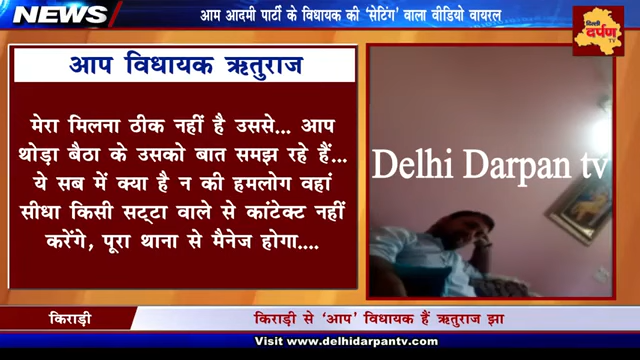 NEWS
आम आदमी पार्टी के विधायक की ‘सेटिंग’ वाला वीडियो वायरल
दिल्ली
दर्पण
TV
आप विधायक ऋतुराज
मेरा मिलना ठीक नहीं है उससे... आप
थोड़ा बैठा के उसको बात समझ रहे हैं...
ये सब में क्या है न की हमलोग वहां
सीधा किसी सट्टा वाले से कांटेक्ट नहीं
करेंगे, पूरा थाना से मैनेज होगा....
Delhi Darpan tv
किराड़ी
किराड़ी से ‘आप’ विधायक हैं ऋतुराज झा
Visit www.delhidarpantv.com